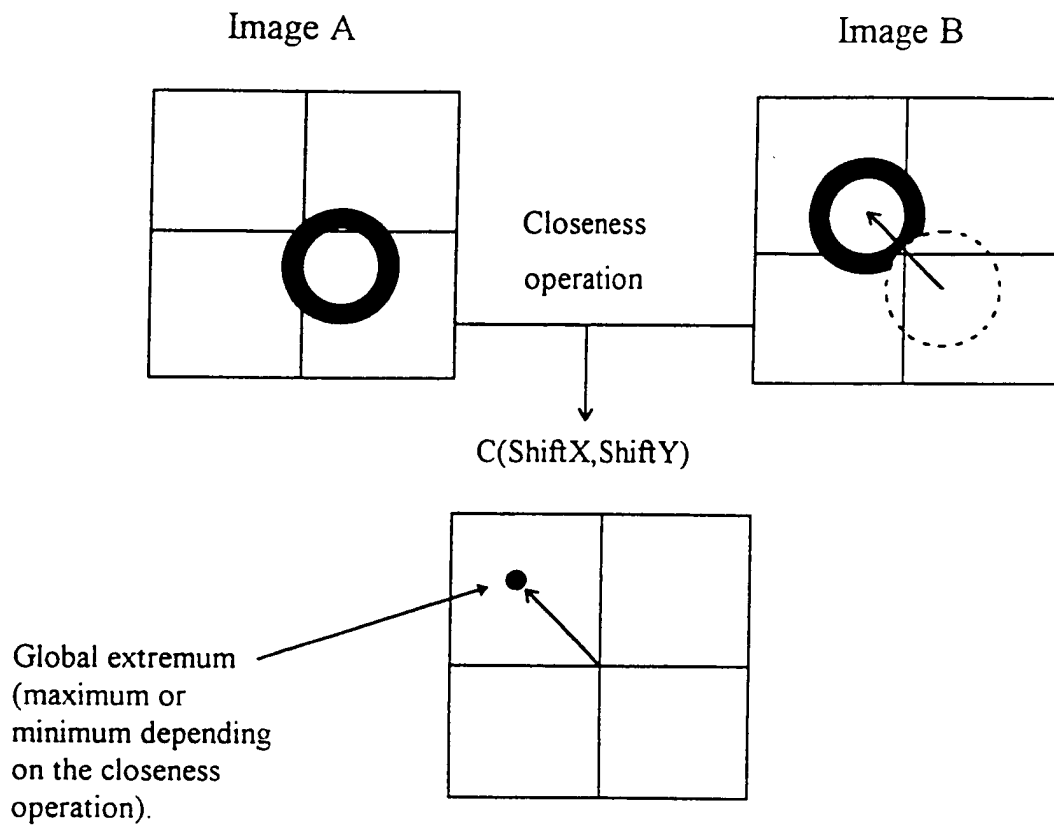 Image A
Image B
Closeness
operation
C(ShiftX,ShiftY)
Global extremum
(maximum or
minimum depending
on the closeness
operation).